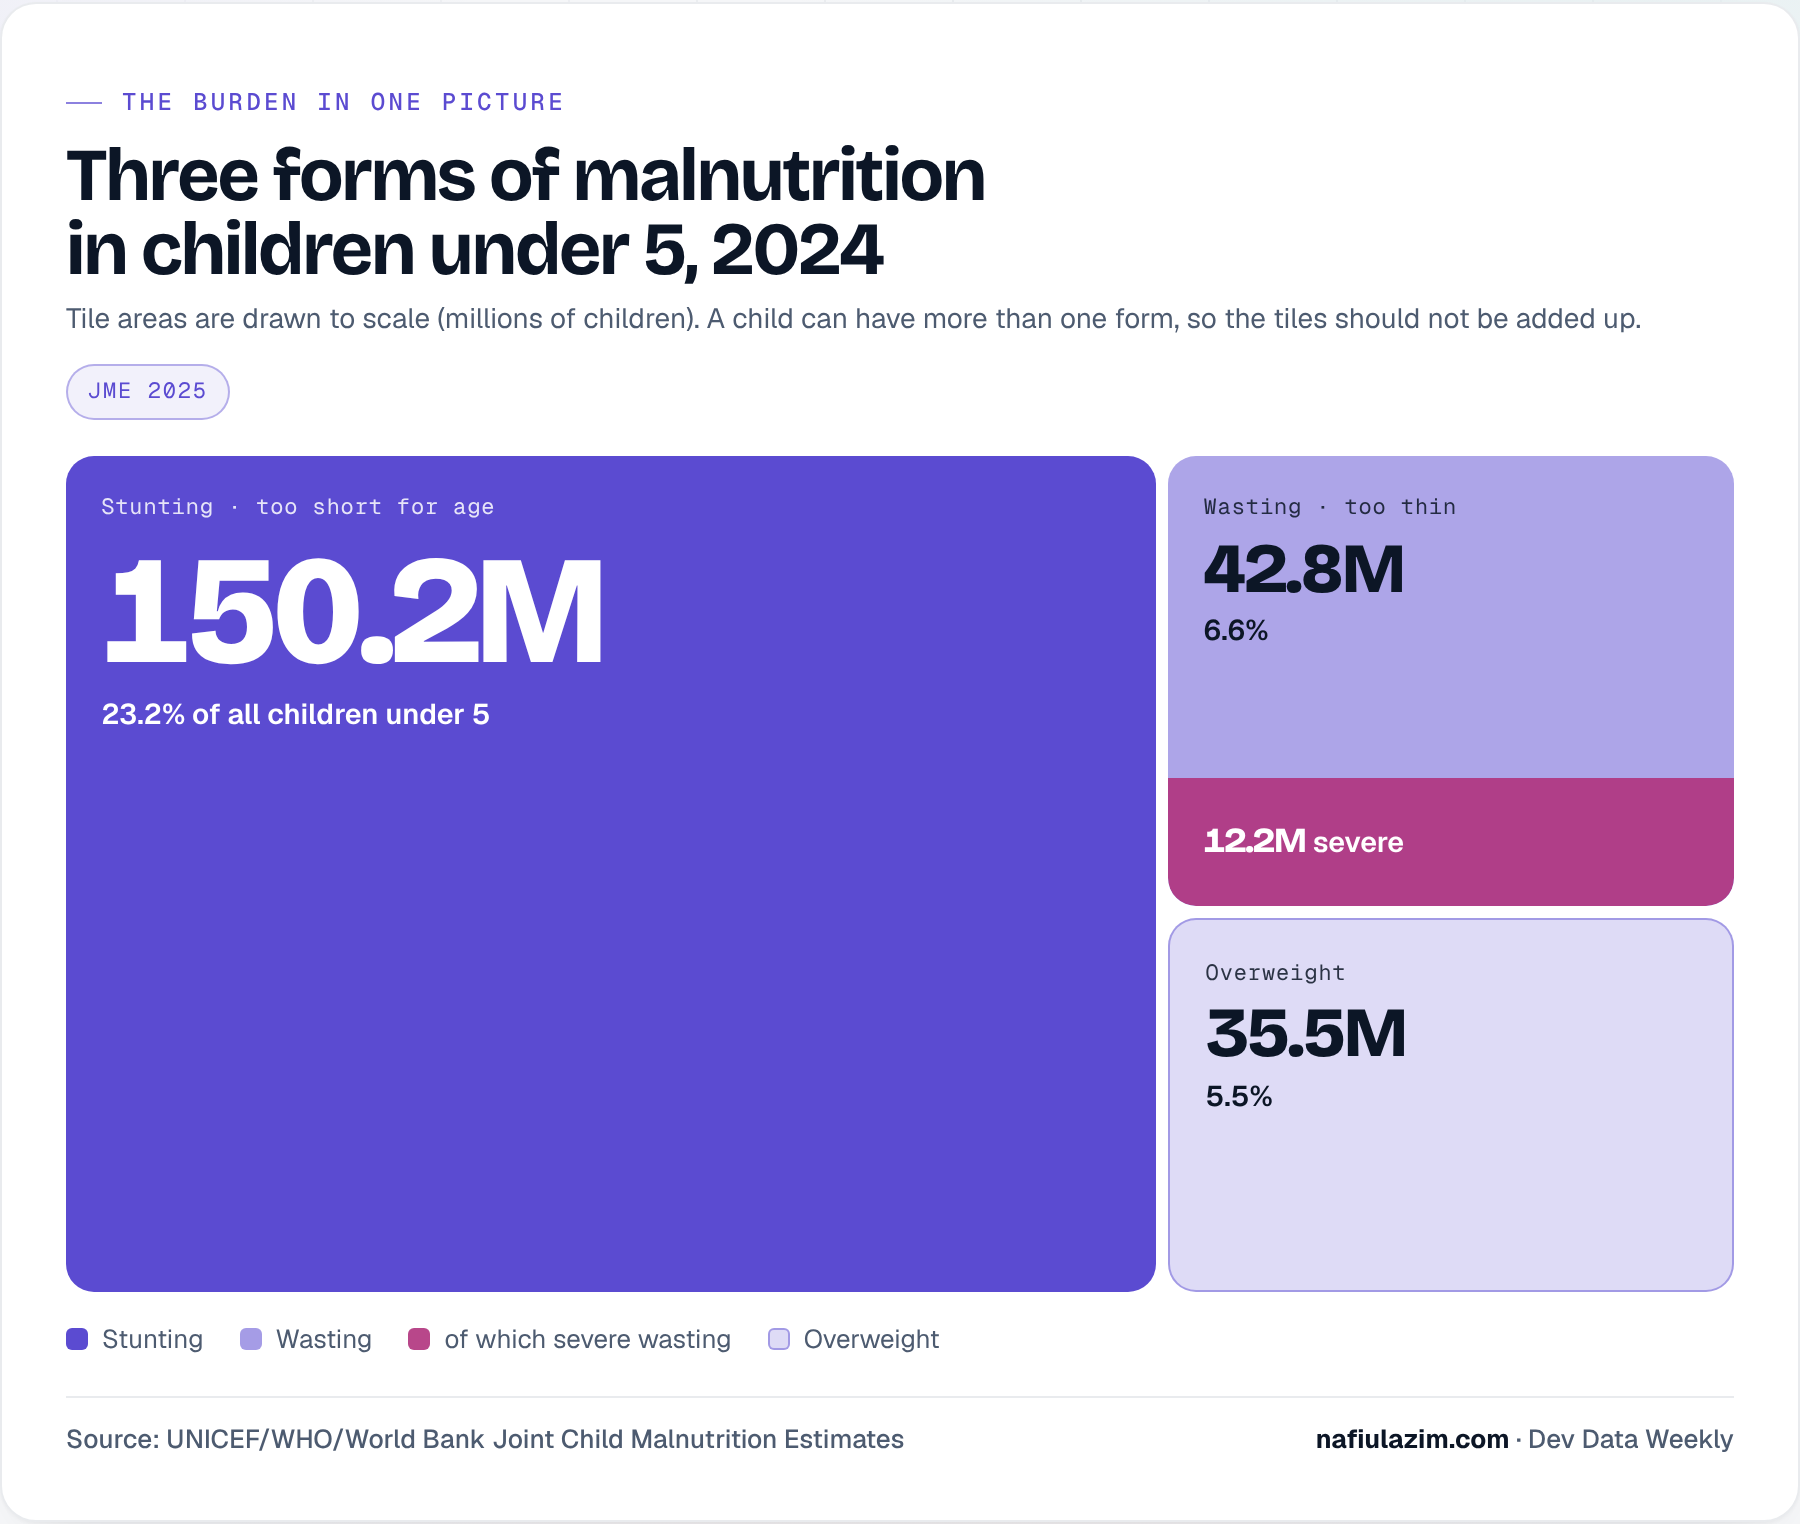 THE BURDEN IN ONE PICTURE
Three forms of malnutrition
in children under 5, 2024
Tile areas are drawn to scale (millions of children). A child can have more than one form, so the tiles should not be added up.
JME 2025
Stunting · too short for age
150.2M
23.2% of all children under 5
Wasting · too thin
42.8M
6.6%
12.2M severe
Overweight
35.5M
5.5%
Stunting
Wasting
of which severe wasting
Overweight
Source: UNICEF/WHO/World Bank Joint Child Malnutrition Estimates
nafiulazim.com · Dev Data Weekly